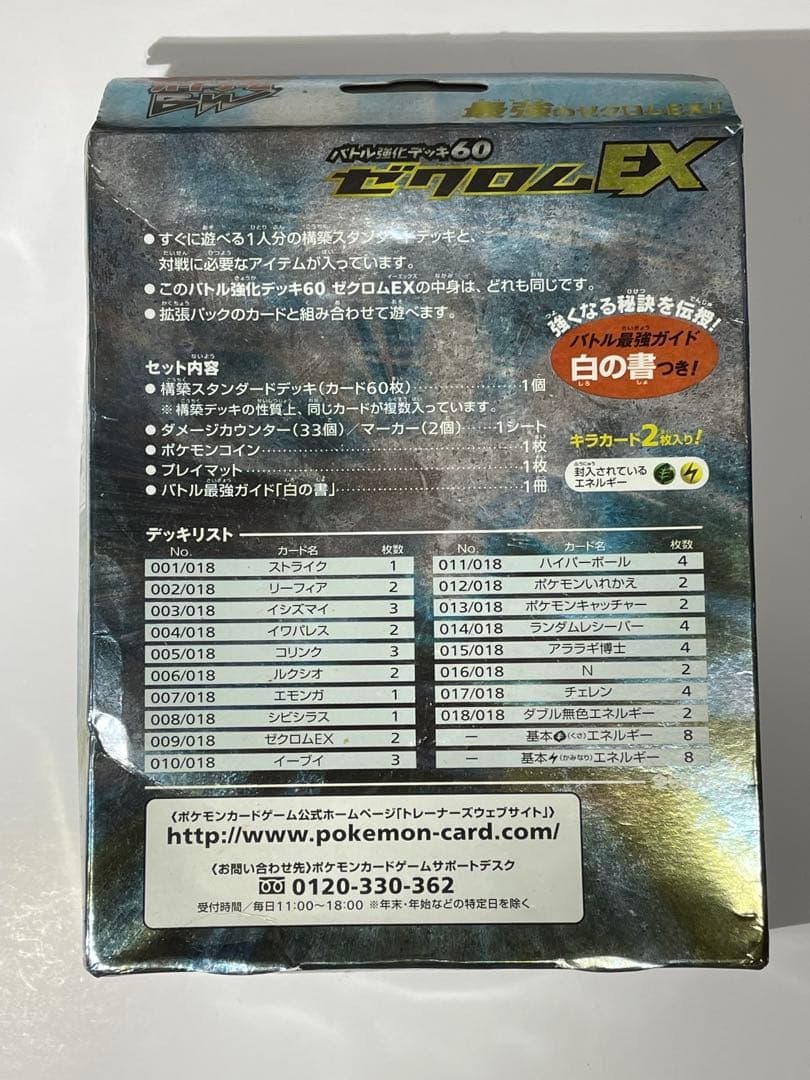 BW
最強のゼクロムEX!!
バトル強化デッキ60
ゼクロムEX
●すぐに遊べる1人分の構築スタンダードデッキと、
対戦に必要なアイテムが入っています。
●このバトル強化デッキ60 ゼクロムEXの中身は、どれも同じです。
●拡張パックのカードと組み合わせて遊べます。
強くなる秘訣を伝授!
バトル最強ガイド
白の書つき!
セット内容
●構築スタンダードデッキ(カード60枚)……1個
※構築デッキの性質上、同じカードが複数入っています。
●ダメージカウンター(33個)/マーカー(2個)……1シート
●ポケモンコイン……1枚
●プレイマット……1枚
●バトル最強ガイド「白の書」……1冊
キラカード2枚入り!
封入されている
エネルギー
デッキリスト
No. カード名 枚数
001/018 ストライク 1
002/018 リーフィア 2
003/018 イシズマイ 3
004/018 イワパレス 2
005/018 コリンク 3
006/018 ルクシオ 2
007/018 エモンガ 1
008/018 シビシラス 1
009/018 ゼクロムEX 2
010/018 イーブイ 3
No. カード名 枚数
011/018 ハイパーボール 4
012/018 ポケモンいれかえ 2
013/018 ポケモンキャッチャー 2
014/018 ランダムレシーバー 4
015/018 アララギ博士 4
016/018 N 2
017/018 チェレン 4
018/018 ダブル無色エネルギー 2
― 基本(くさ)エネルギー 8
― 基本(かみなり)エネルギー 8
〈ポケモンカードゲーム公式ホームページ「トレーナーズウェブサイト」〉
http://www.pokemon-card.com/
〈お問い合わせ先〉ポケモンカードゲームサポートデスク
0120-330-362
受付時間/毎日11:00~18:00 ※年末・年始などの特定日を除く